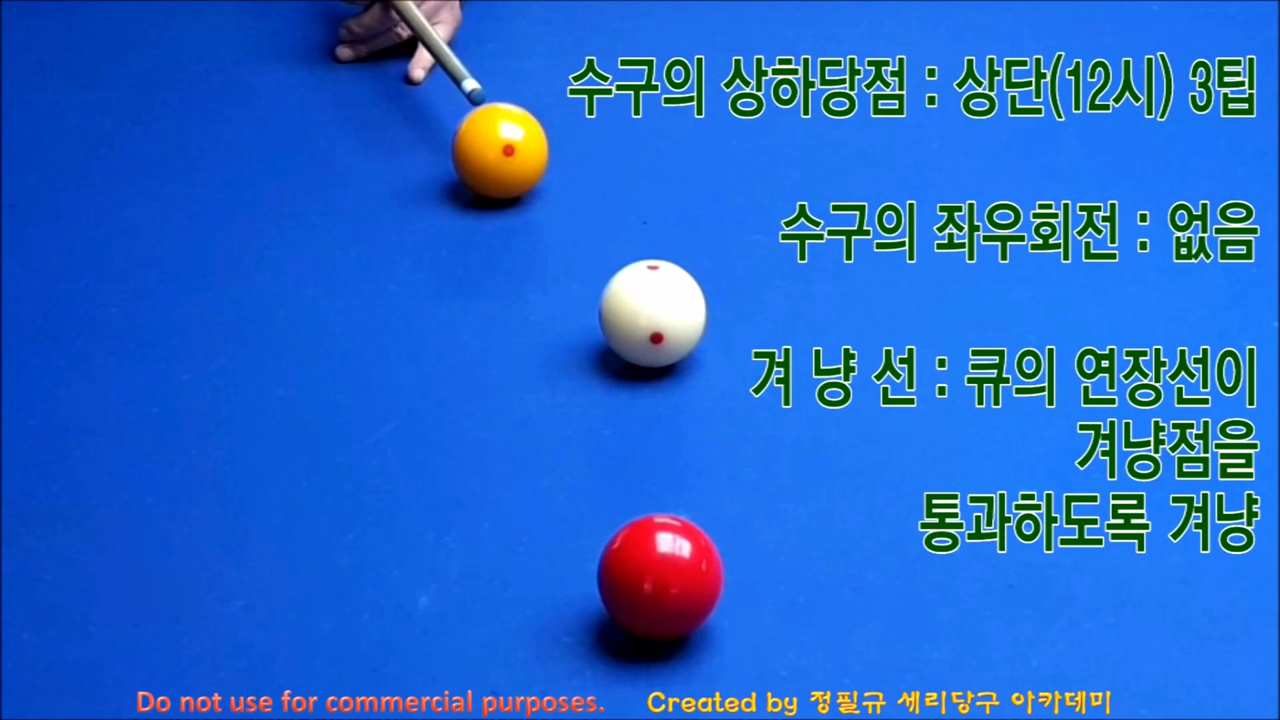 수구의 상하당점 : 상단(12시) 3팁
수구의 좌우회전 : 없음
겨 냥 선 : 큐의 연장선이
겨냥점을
통과하도록 겨냥
Do not use for commercial purposes. Created by 정필규 세리당구 아카데미